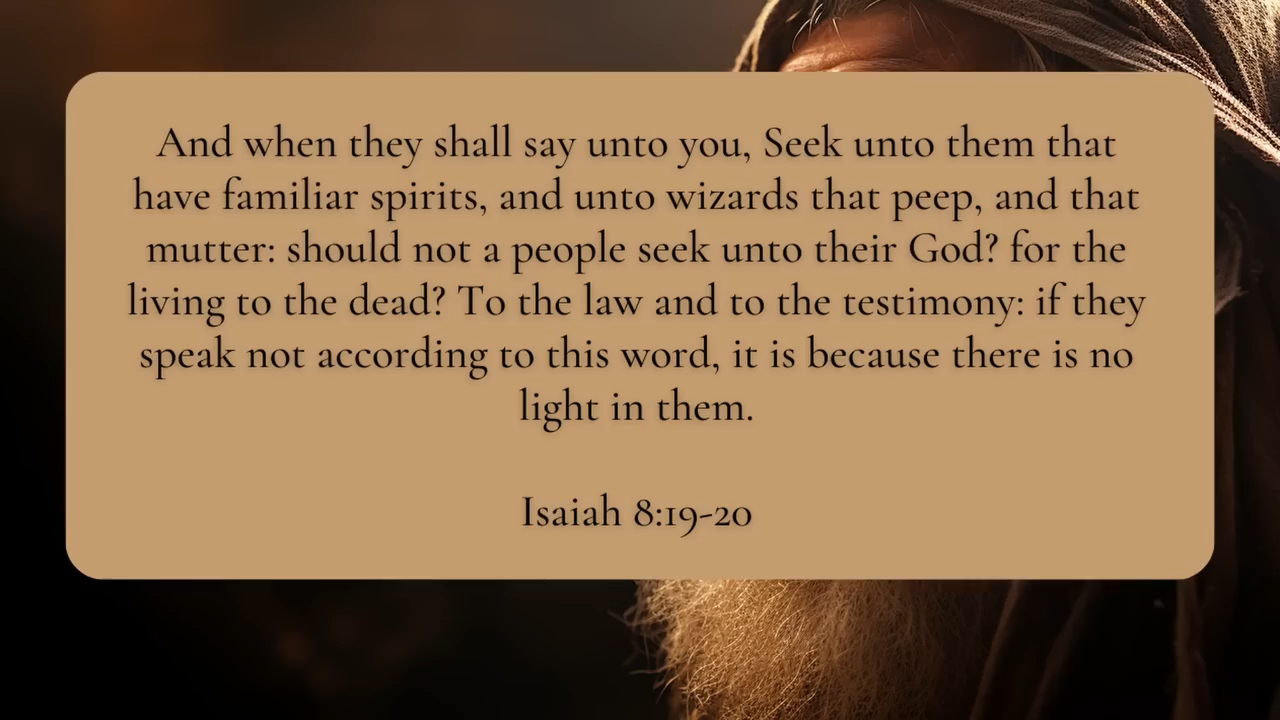 And when they shall say unto you, Seek unto them that
have familiar spirits, and unto wizards that peep, and that
mutter: should not a people seek unto their God? for the
living to the dead? To the law and to the testimony: if they
speak not according to this word, it is because there is no
light in them.
Isaiah 8:19-20